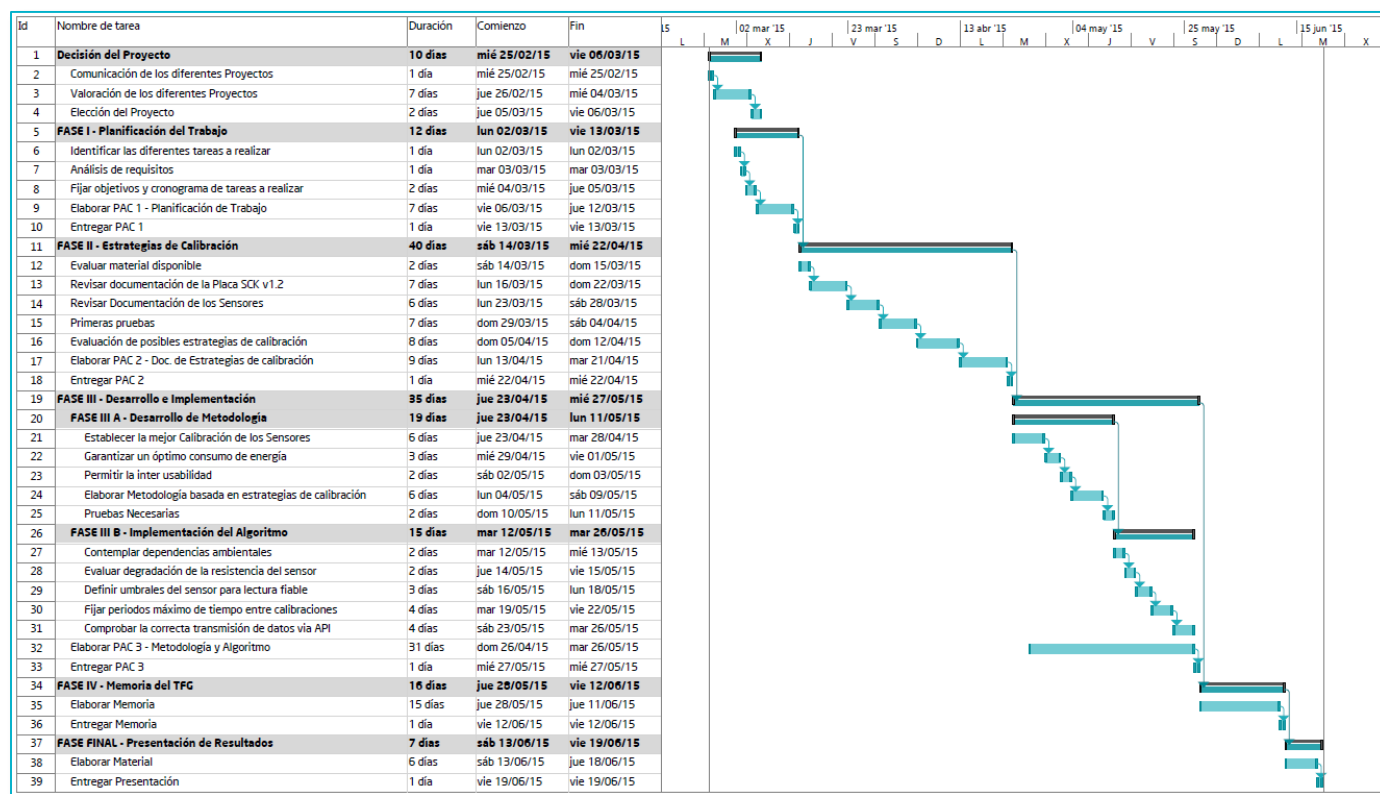 Id Nombre de tarea Duración Comienzo Fin 15 02 mar '15 23 mar '15 13 abr '15 04 may '15 25 may '15 15 jun '15
L M X J V S D L M X J V S D L M X
1 Decisión del Proyecto 10 días mié 25/02/15 vie 06/03/15
2 Comunicación de los diferentes Proyectos 1 día mié 25/02/15 mié 25/02/15
3 Valoración de los diferentes Proyectos 7 días jue 26/02/15 mié 04/03/15
4 Elección del Proyecto 2 días jue 05/03/15 vie 06/03/15
5 FASE I - Planificación del Trabajo 12 días lun 02/03/15 vie 13/03/15
6 Identificar las diferentes tareas a realizar 1 día lun 02/03/15 lun 02/03/15
7 Análisis de requisitos 1 día mar 03/03/15 mar 03/03/15
8 Fijar objetivos y cronograma de tareas a realizar 2 días mié 04/03/15 jue 05/03/15
9 Elaborar PAC 1 - Planificación de Trabajo 7 días vie 06/03/15 jue 12/03/15
10 Entregar PAC 1 1 día vie 13/03/15 vie 13/03/15
11 FASE II - Estrategias de Calibración 40 días sáb 14/03/15 mié 22/04/15
12 Evaluar material disponible 2 días sáb 14/03/15 dom 15/03/15
13 Revisar documentación de la Placa SCK v1.2 7 días lun 16/03/15 dom 22/03/15
14 Revisar Documentación de los Sensores 6 días lun 23/03/15 sáb 28/03/15
15 Primeras pruebas 7 días dom 29/03/15 sáb 04/04/15
16 Evaluación de posibles estrategias de calibración 8 días dom 05/04/15 dom 12/04/15
17 Elaborar PAC 2 - Doc. de Estrategias de calibración 9 días lun 13/04/15 mar 21/04/15
18 Entregar PAC 2 1 día mié 22/04/15 mié 22/04/15
19 FASE III - Desarrollo e Implementación 35 días jue 23/04/15 mié 27/05/15
20 FASE III A - Desarrollo de Metodología 19 días jue 23/04/15 lun 11/05/15
21 Establecer la mejor Calibración de los Sensores 6 días jue 23/04/15 mar 28/04/15
22 Garantizar un óptimo consumo de energía 3 días mié 29/04/15 vie 01/05/15
23 Permitir la inter usabilidad 2 días sáb 02/05/15 dom 03/05/15
24 Elaborar Metodología basada en estrategias de calibración 6 días lun 04/05/15 sáb 09/05/15
25 Pruebas Necesarias 2 días dom 10/05/15 lun 11/05/15
26 FASE III B - Implementación del Algoritmo 15 días mar 12/05/15 mar 26/05/15
27 Contemplar dependencias ambientales 2 días mar 12/05/15 mié 13/05/15
28 Evaluar degradación de la resistencia del sensor 2 días jue 14/05/15 vie 15/05/15
29 Definir umbrales del sensor para lectura fiable 3 días sáb 16/05/15 lun 18/05/15
30 Fijar periodos máximo de tiempo entre calibraciones 4 días mar 19/05/15 vie 22/05/15
31 Comprobar la correcta transmisión de datos via API 4 días sáb 23/05/15 mar 26/05/15
32 Elaborar PAC 3 - Metodología y Algoritmo 31 días dom 26/04/15 mar 26/05/15
33 Entregar PAC 3 1 día mié 27/05/15 mié 27/05/15
34 FASE IV - Memoria del TFG 16 días jue 28/05/15 vie 12/06/15
35 Elaborar Memoria 15 días jue 28/05/15 jue 11/06/15
36 Entregar Memoria 1 día vie 12/06/15 vie 12/06/15
37 FASE FINAL - Presentación de Resultados 7 días sáb 13/06/15 vie 19/06/15
38 Elaborar Material 6 días sáb 13/06/15 jue 18/06/15
39 Entregar Presentación 1 día vie 19/06/15 vie 19/06/15